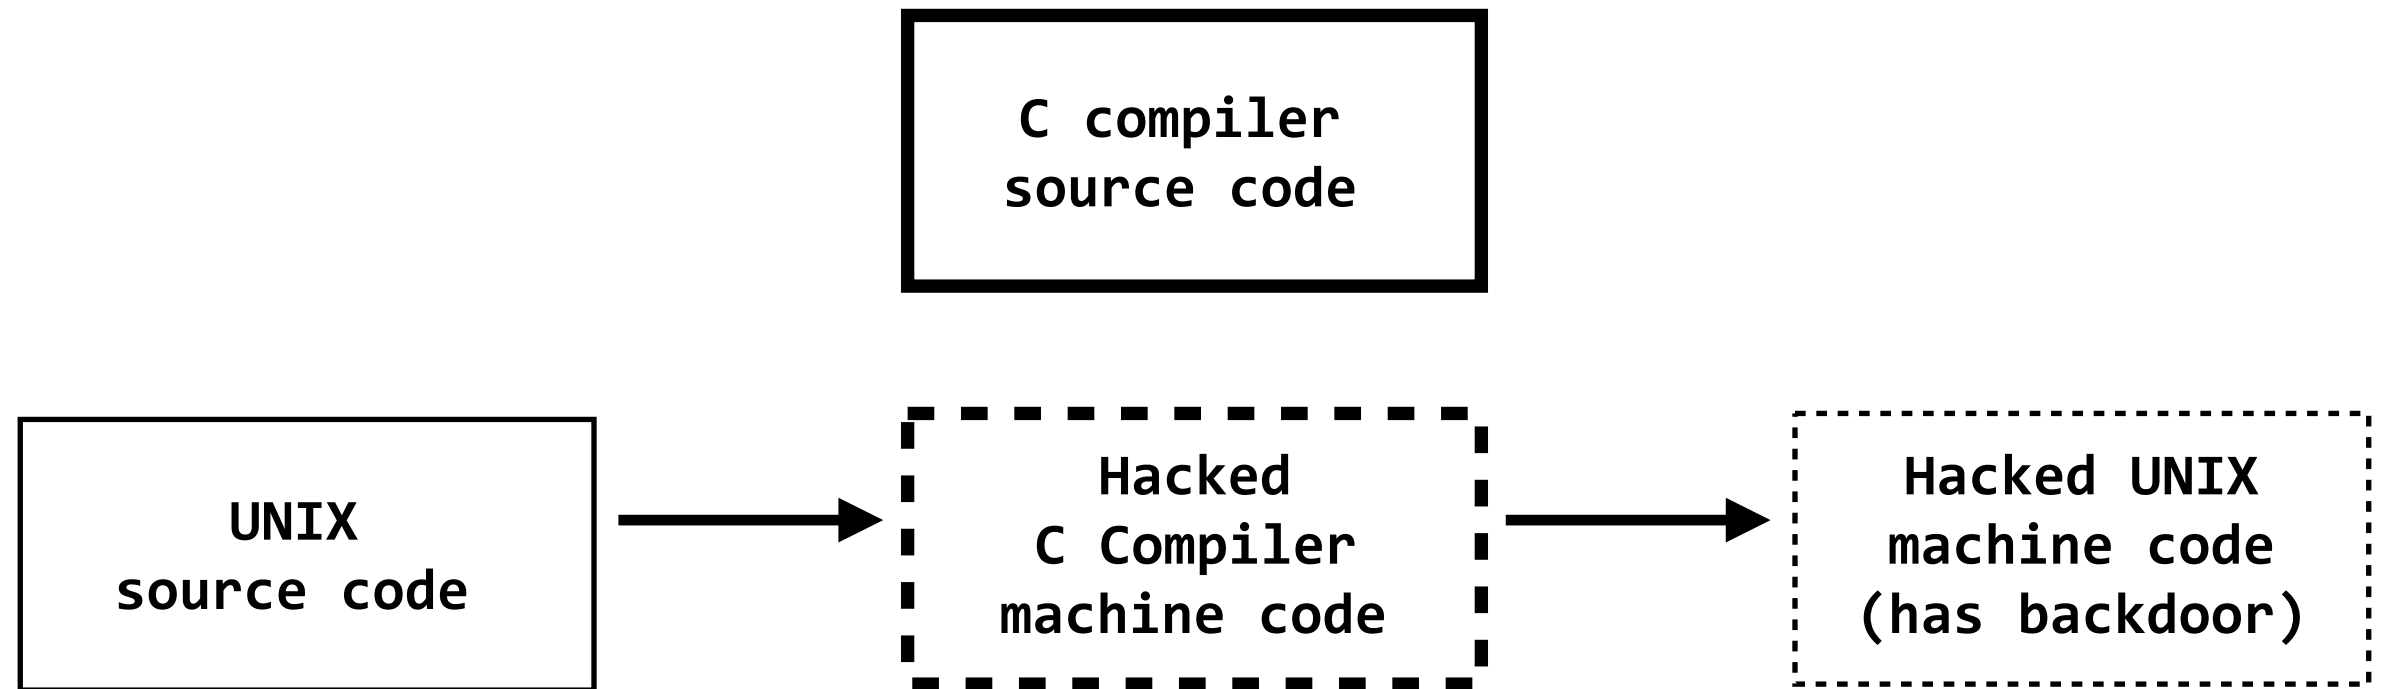 C compiler
source code
UNIX
source code
Hacked
C Compiler
machine code
Hacked UNIX
machine code
(has backdoor)